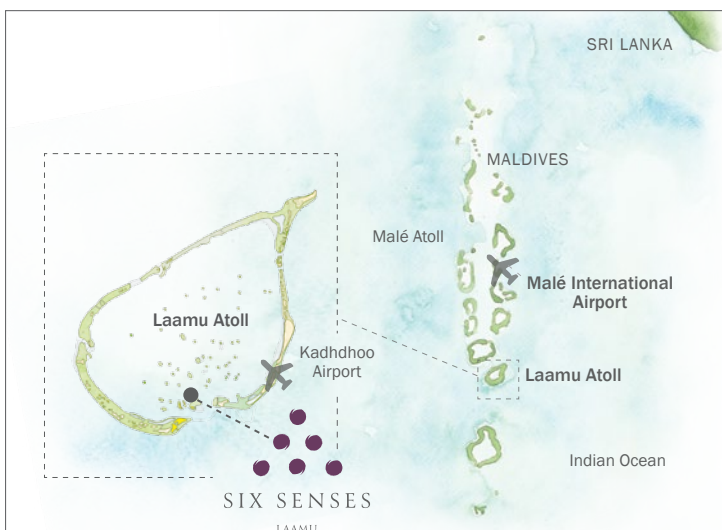 SRI LANKA
MALDIVES
Malé Atoll
Malé International
Airport
Laamu Atoll
Kadhdhoo
Airport
Laamu Atoll
Indian Ocean
SIX SENSES
LAAMU